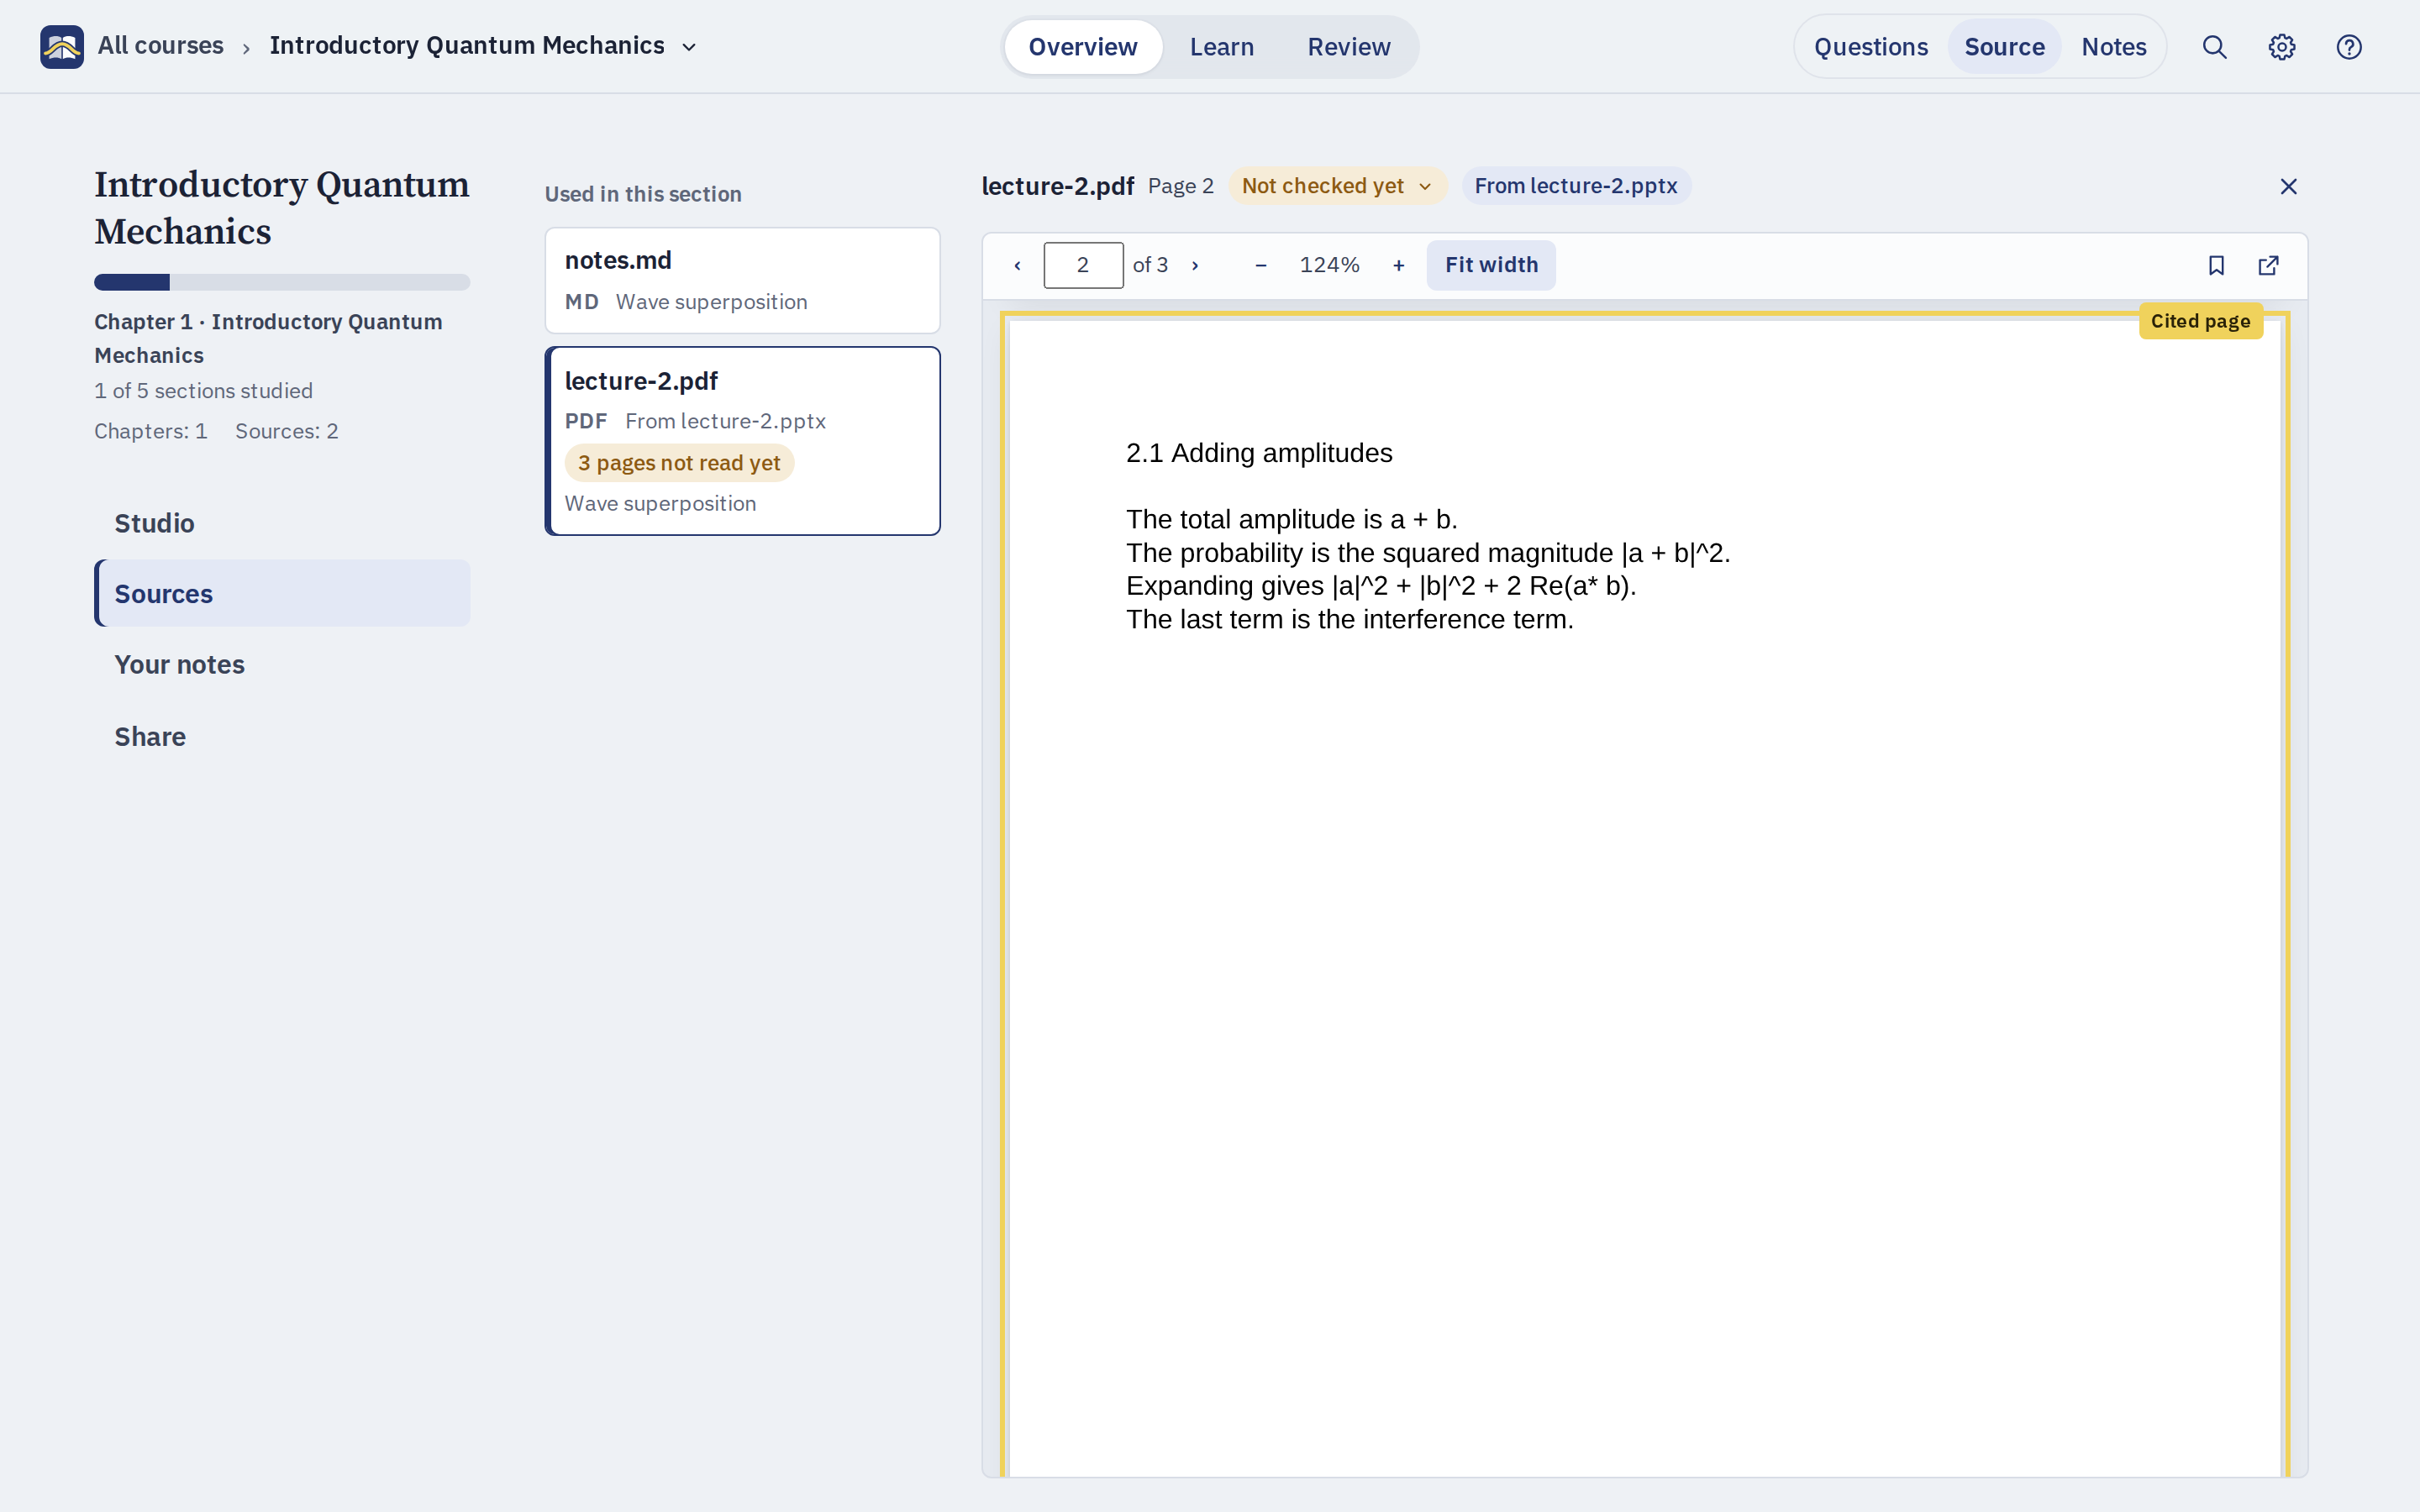 All courses › Introductory Quantum Mechanics
Overview Learn Review
Questions Source Notes
Introductory Quantum
Mechanics
Chapter 1 · Introductory Quantum
Mechanics
1 of 5 sections studied
Chapters: 1 Sources: 2
Studio
Sources
Your notes
Share
Used in this section
notes.md
MD Wave superposition
lecture-2.pdf
PDF From lecture-2.pptx
3 pages not read yet
Wave superposition
lecture-2.pdf Page 2 Not checked yet From lecture-2.pptx
‹ 2 of 3 › − 124% + Fit width
Cited page
2.1 Adding amplitudes
The total amplitude is a + b.
The probability is the squared magnitude |a + b|^2.
Expanding gives |a|^2 + |b|^2 + 2 Re(a* b).
The last term is the interference term.